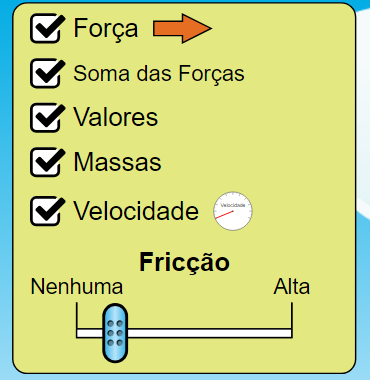 Força
Soma das Forças
Valores
Massas
Velocidade
Velocidade
Fricção
Nenhuma Alta